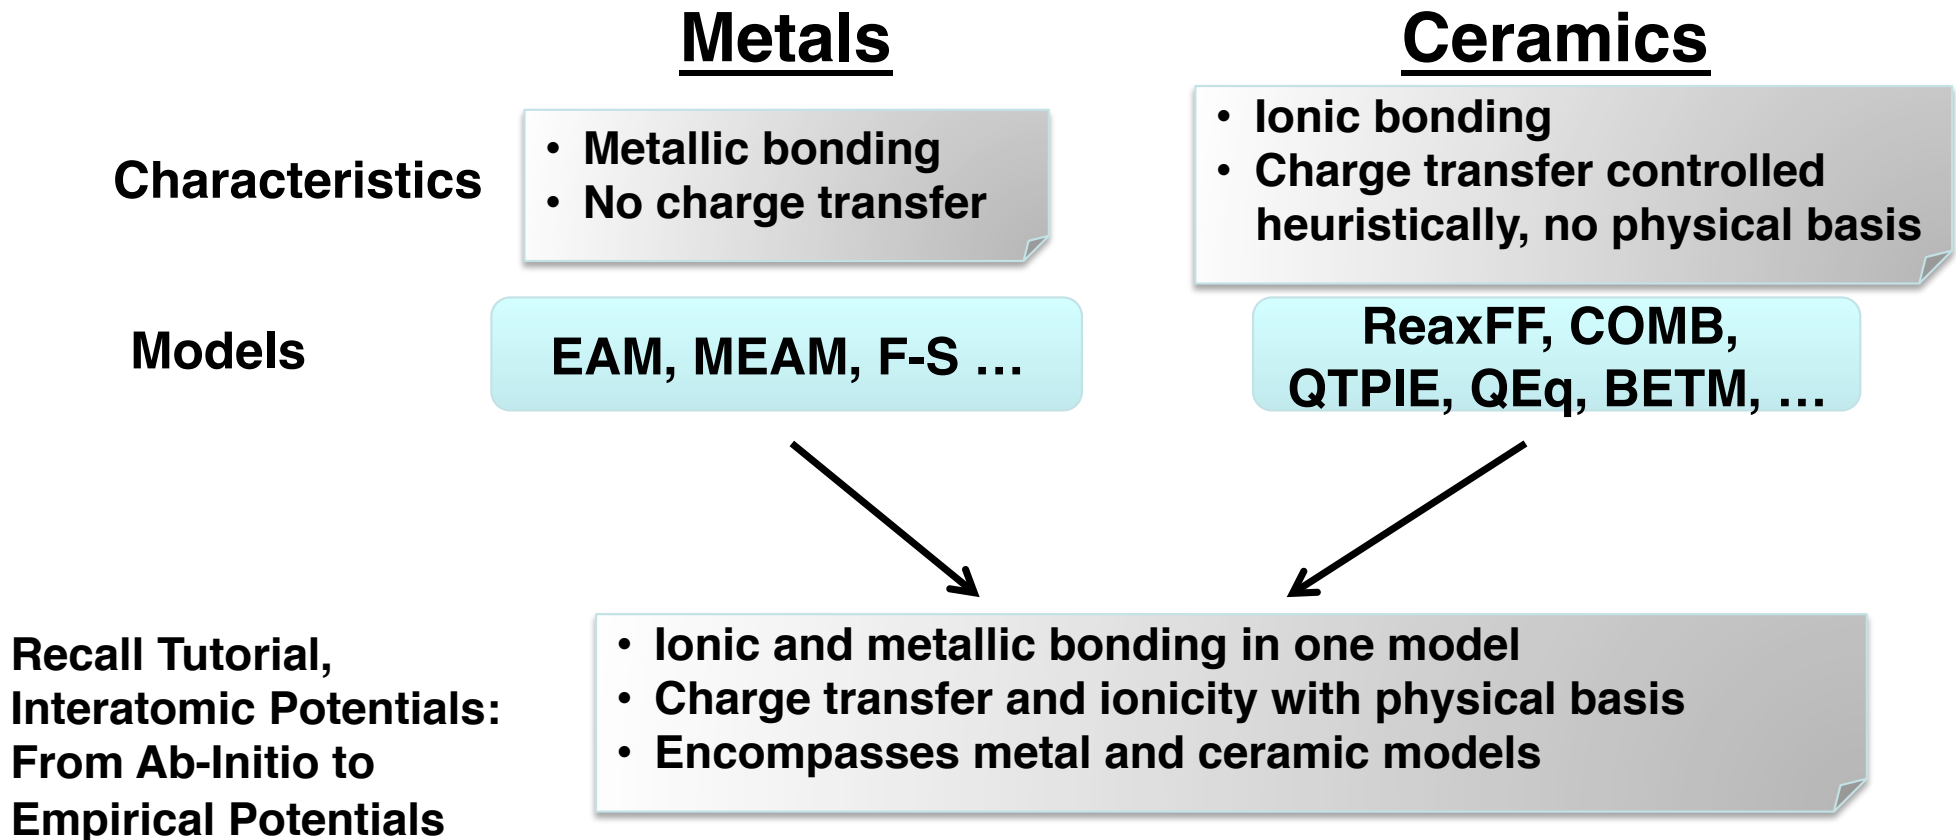 Metals
Ceramics
Characteristics
• Metallic bonding
• No charge transfer
• Ionic bonding
• Charge transfer controlled
heuristically, no physical basis
Models
EAM, MEAM, F-S …
ReaxFF, COMB,
QTPIE, QEq, BETM, …
Recall Tutorial,
Interatomic Potentials:
From Ab-Initio to
Empirical Potentials
• Ionic and metallic bonding in one model
• Charge transfer and ionicity with physical basis
• Encompasses metal and ceramic models